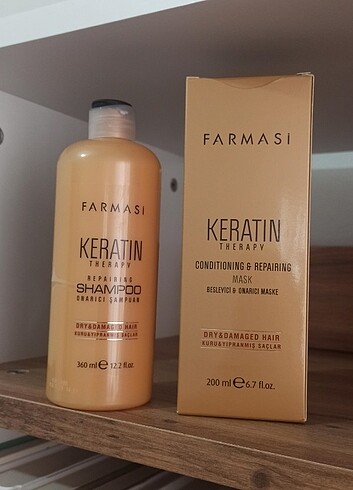 FARMASİ
KERATIN
THERAPY
REPAIRING
SHAMPOO
ONARICI ŞAMPUAN
DRY&DAMAGED HAIR
KURU&YIPRANMIŞ SAÇLAR
360 ml ℮ 12.2 fl.oz.
FARMASİ
KERATIN
THERAPY
CONDITIONING & REPAIRING
MASK
BESLEYİCİ & ONARICI MASKE
DRY&DAMAGED HAIR
KURU&YIPRANMIŞ SAÇLAR
200 ml ℮ 6.7 fl.oz.